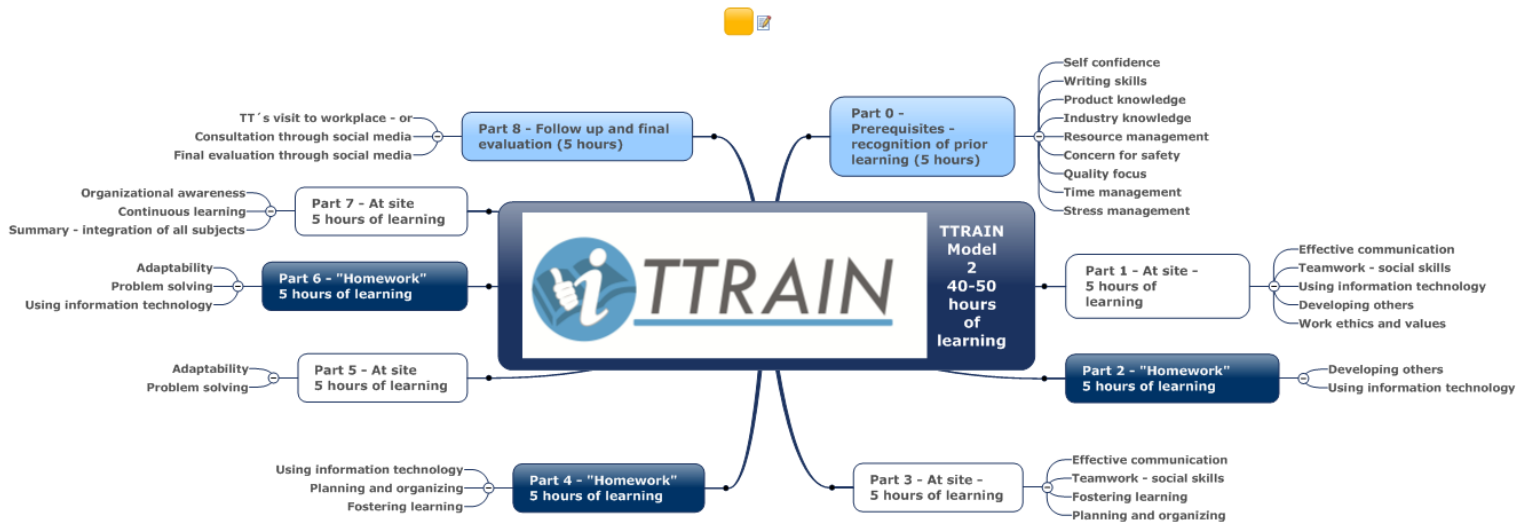 TTRAIN
TTRAIN
Model
2
40-50
hours
of
learning
Part 0 -
Prerequisites -
recognition of prior
learning (5 hours)
Self confidence
Writing skills
Product knowledge
Industry knowledge
Resource management
Concern for safety
Quality focus
Time management
Stress management
Part 1 - At site -
5 hours of
learning
Effective communication
Teamwork - social skills
Using information technology
Developing others
Work ethics and values
Part 2 - "Homework"
5 hours of learning
Developing others
Using information technology
Part 3 - At site -
5 hours of learning
Effective communication
Teamwork - social skills
Fostering learning
Planning and organizing
Part 4 - "Homework"
5 hours of learning
Using information technology
Planning and organizing
Fostering learning
Part 5 - At site
5 hours of learning
Adaptability
Problem solving
Part 6 - "Homework"
5 hours of learning
Adaptability
Problem solving
Using information technology
Part 7 - At site
5 hours of learning
Organizational awareness
Continuous learning
Summary - integration of all subjects
Part 8 - Follow up and final
evaluation (5 hours)
TT´s visit to workplace - or
Consultation through social media
Final evaluation through social media